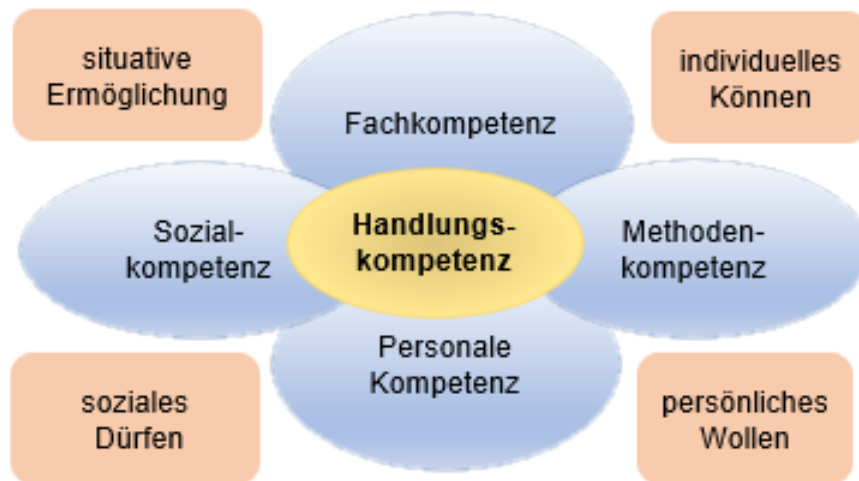 situative
Ermöglichung
individuelles
Können
Fachkompetenz
Sozial-
kompetenz
Handlungs-
kompetenz
Methoden-
kompetenz
Personale
Kompetenz
soziales
Dürfen
persönliches
Wollen